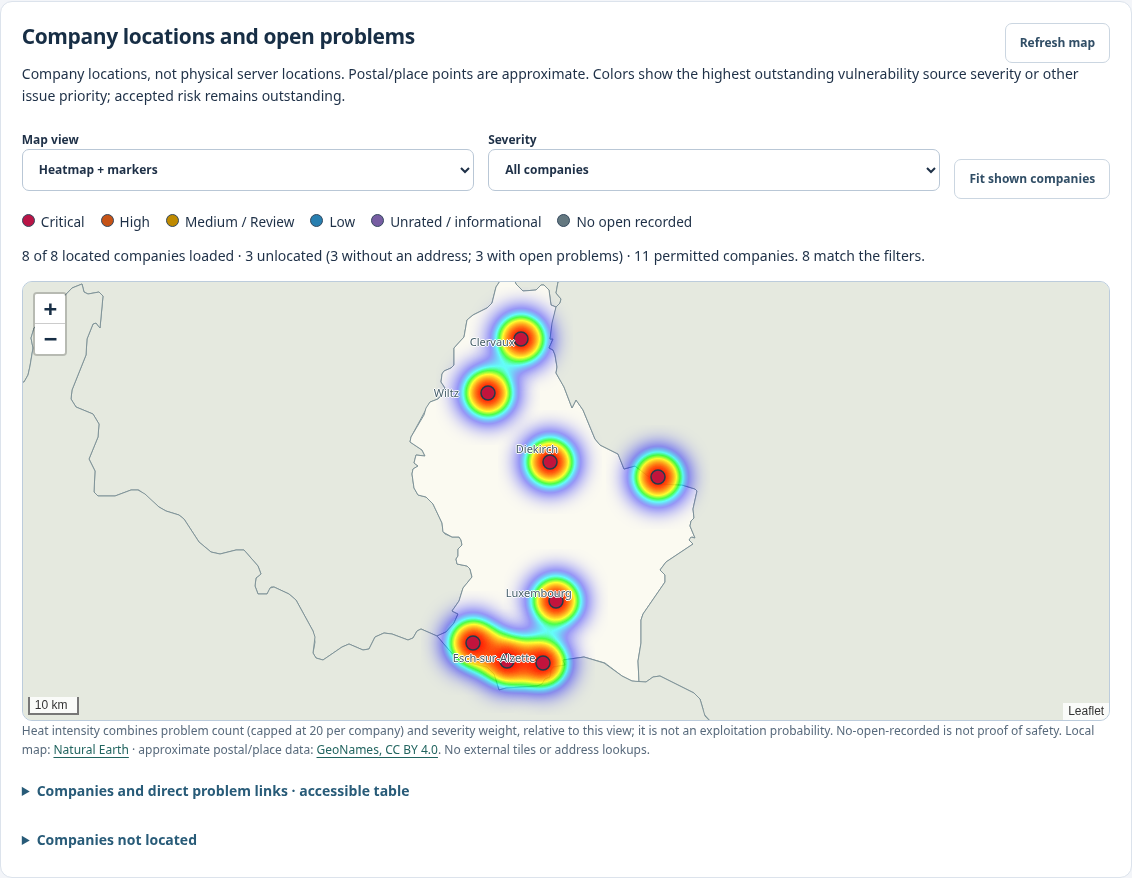 Company locations and open problems
Refresh map
Company locations, not physical server locations. Postal/place points are approximate. Colors show the highest outstanding vulnerability source severity or other
issue priority; accepted risk remains outstanding.
Map view
Severity
Heatmap + markers
All companies
Fit shown companies
Critical
High
Medium / Review
Low
Unrated / informational
No open recorded
8 of 8 located companies loaded · 3 unlocated (3 without an address; 3 with open problems) · 11 permitted companies. 8 match the filters.
+
−
Clervaux
Wiltz
Diekirch
Luxembourg
Esch-sur-Alzette
10 km
Leaflet
Heat intensity combines problem count (capped at 20 per company) and severity weight, relative to this view; it is not an exploitation probability. No-open-recorded is not proof of safety. Local
map: Natural Earth · approximate postal/place data: GeoNames, CC BY 4.0. No external tiles or address lookups.
Companies and direct problem links · accessible table
Companies not located